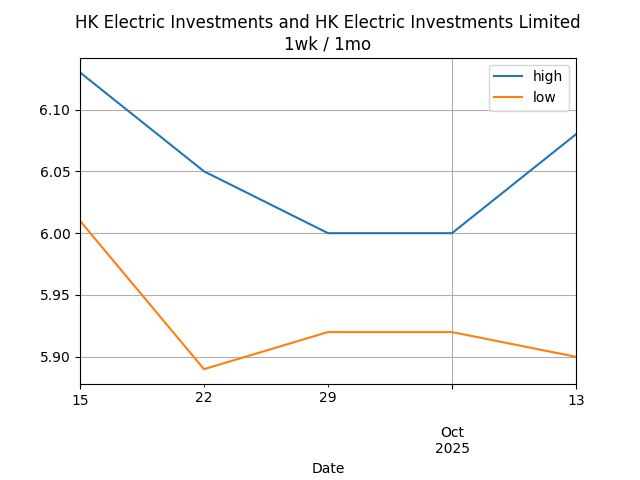 HK Electric Investments and HK Electric Investments Limited
1wk / 1mo
high
low
6.10
6.05
6.00
5.95
5.90
15
22
29
13
Oct
2025
Date